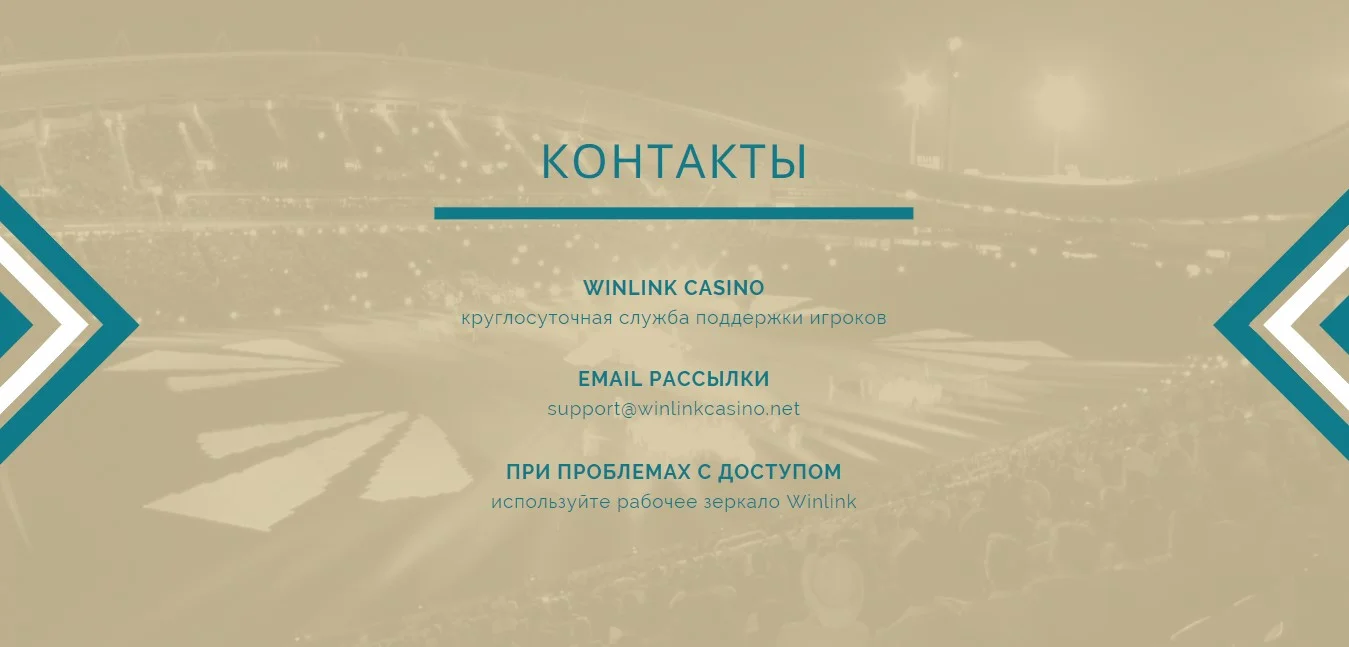 КОНТАКТЫ
WINLINK CASINO
круглосуточная служба поддержки игроков
EMAIL РАССЫЛКИ
support@winlinkcasino.net
ПРИ ПРОБЛЕМАХ С ДОСТУПОМ
используйте рабочее зеркало Winlink